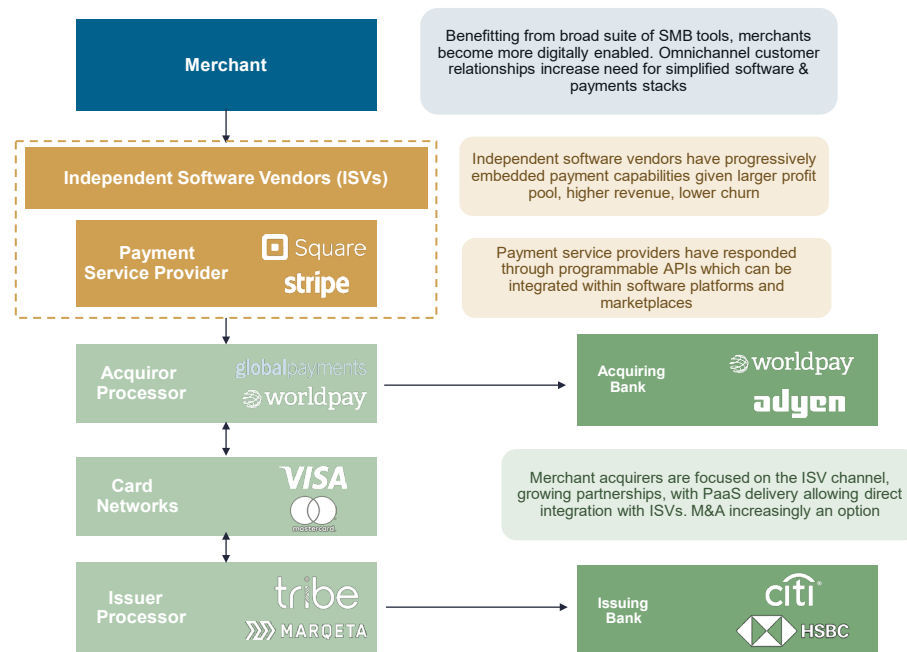 Merchant
Benefitting from broad suite of SMB tools, merchants
become more digitally enabled. Omnichannel customer
relationships increase need for simplified software &
payments stacks
Independent Software Vendors (ISVs)
Independent software vendors have progressively
embedded payment capabilities given larger profit
pool, higher revenue, lower churn
Payment
Service Provider
Square
stripe
Payment service providers have responded
through programmable APIs which can be
integrated within software platforms and
marketplaces
Acquiror
Processor
globalpayments
worldpay
Acquiring
Bank
worldpay
adyen
Card
Networks
VISA
mastercard
Merchant acquirers are focused on the ISV channel,
growing partnerships, with PaaS delivery allowing direct
integration with ISVs. M&A increasingly an option
Issuer
Processor
tribe
MARQETA
Issuing
Bank
citi
HSBC